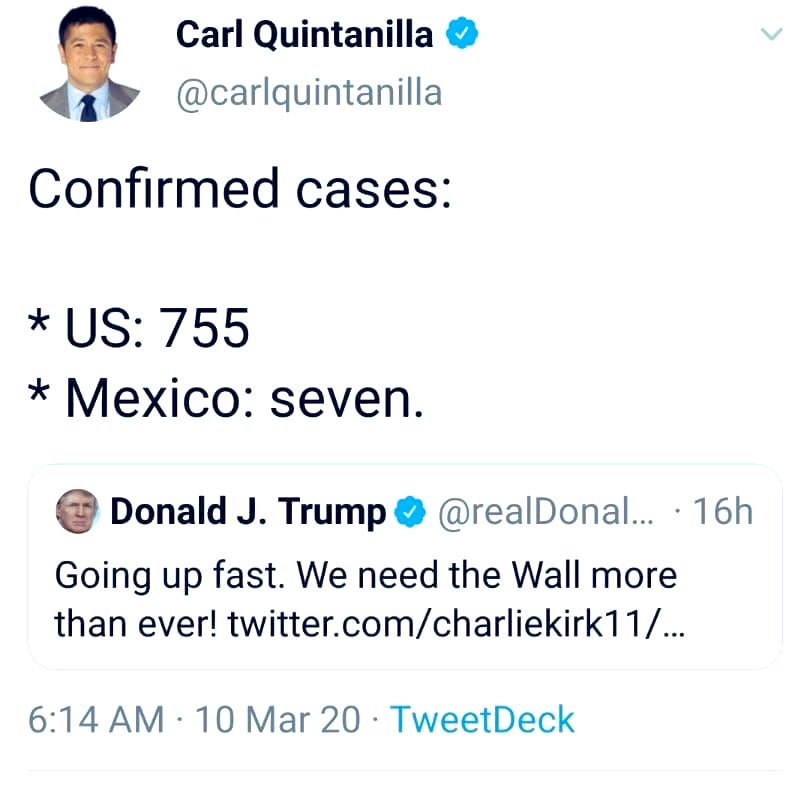 Carl Quintanilla
@carlquintanilla
Confirmed cases:
* US: 755
* Mexico: seven.
Donald J. Trump @realDonal... · 16h
Going up fast. We need the Wall more
than ever! twitter.com/charliekirk11/...
6:14 AM · 10 Mar 20 · TweetDeck